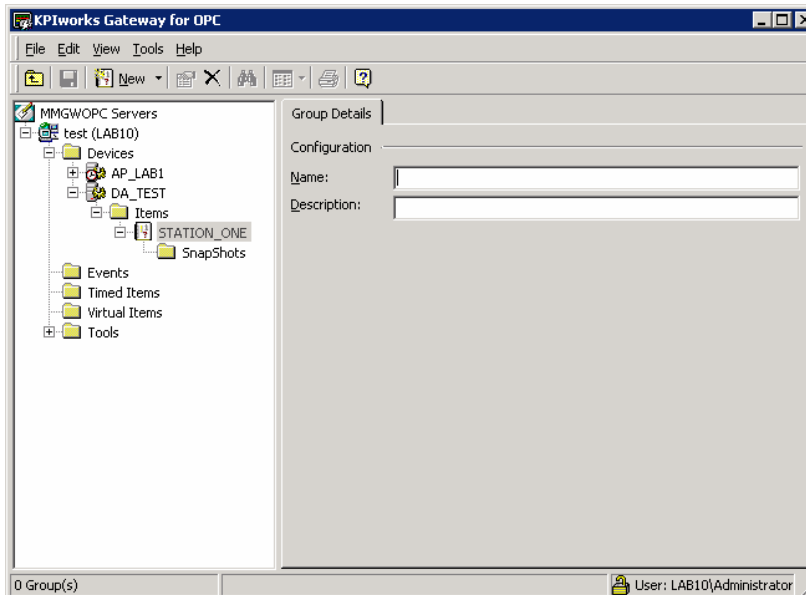 KPIworks Gateway for OPC
File Edit View Tools Help
New
MMGWOPC Servers
test (LAB10)
Devices
AP_LAB1
DA_TEST
Items
STATION_ONE
SnapShots
Events
Timed Items
Virtual Items
Tools
Group Details
Configuration
Name:
Description:
0 Group(s)
User: LAB10\Administrator